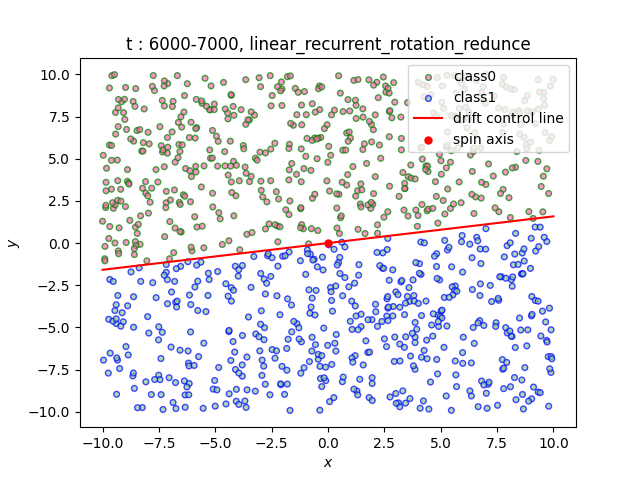 t : 6000-7000, linear_recurrent_rotation_redunce
class0
class1
drift control line
spin axis
10.0
7.5
5.0
2.5
0.0
−2.5
−5.0
−7.5
−10.0
y
−10.0 −7.5 −5.0 −2.5 0.0 2.5 5.0 7.5 10.0
x